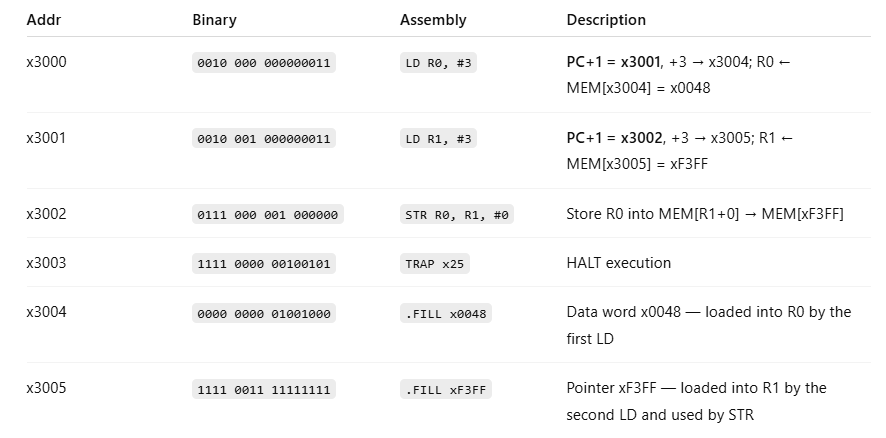 Addr Binary Assembly Description
x3000 0010 000 000000011 LD R0, #3 PC+1 = x3001, +3 → x3004; R0 ←
MEM[x3004] = x0048
x3001 0010 001 000000011 LD R1, #3 PC+1 = x3002, +3 → x3005; R1 ←
MEM[x3005] = xF3FF
x3002 0111 000 001 000000 STR R0, R1, #0 Store R0 into MEM[R1+0] → MEM[xF3FF]
x3003 1111 0000 00100101 TRAP x25 HALT execution
x3004 0000 0000 01001000 .FILL x0048 Data word x0048 — loaded into R0 by the
first LD
x3005 1111 0011 11111111 .FILL xF3FF Pointer xF3FF — loaded into R1 by the
second LD and used by STR